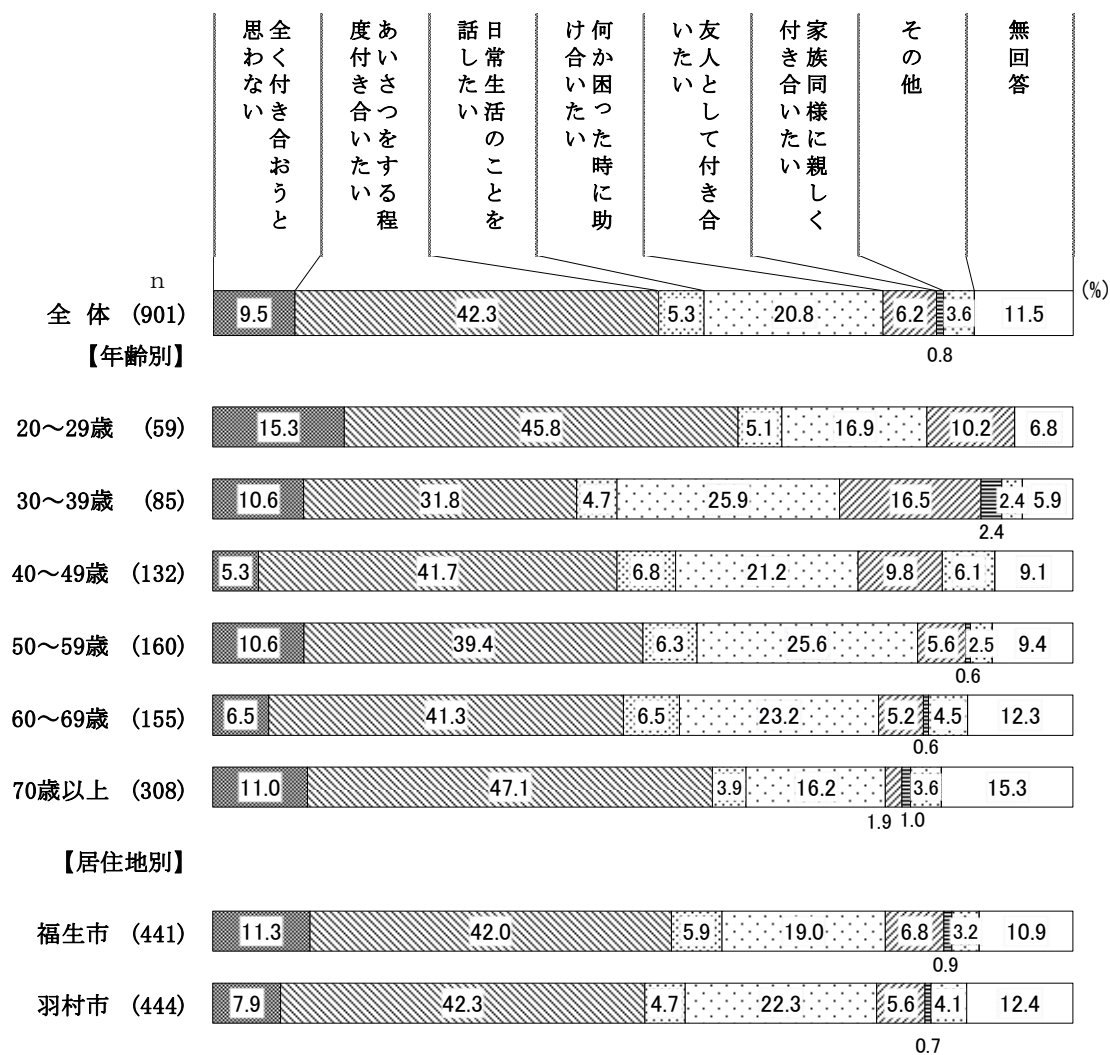 全く付き合おうと
思わない
あいさつをする程
度付き合いたい
日常生活のことを
話したい
何か困った時に助
け合いたい
友人として付き合
いたい
家族同様に親しく
付き合いたい
その他
無回答
n
(%)
全 体 (901) 9.5 42.3 5.3 20.8 6.2 3.6 11.5
0.8
【年齢別】
20～29歳 (59) 15.3 45.8 5.1 16.9 10.2 6.8
30～39歳 (85) 10.6 31.8 4.7 25.9 16.5 2.4 5.9
2.4
40～49歳 (132) 5.3 41.7 6.8 21.2 9.8 6.1 9.1
50～59歳 (160) 10.6 39.4 6.3 25.6 5.6 2.5 9.4
0.6
60～69歳 (155) 6.5 41.3 6.5 23.2 5.2 4.5 12.3
0.6
70歳以上 (308) 11.0 47.1 3.9 16.2 3.6 15.3
1.9 1.0
【居住地別】
福生市 (441) 11.3 42.0 5.9 19.0 6.8 3.2 10.9
0.9
羽村市 (444) 7.9 42.3 4.7 22.3 5.6 4.1 12.4
0.7